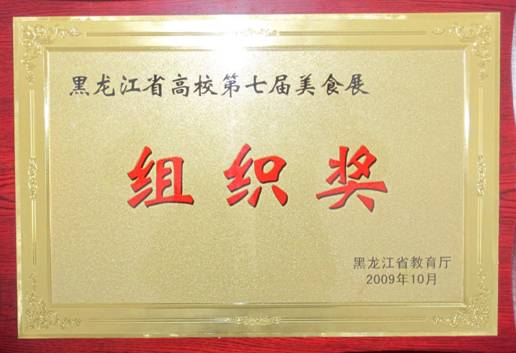 黑龙江省高校第七届美食展
组织奖
黑龙江省教育厅
2009年10月